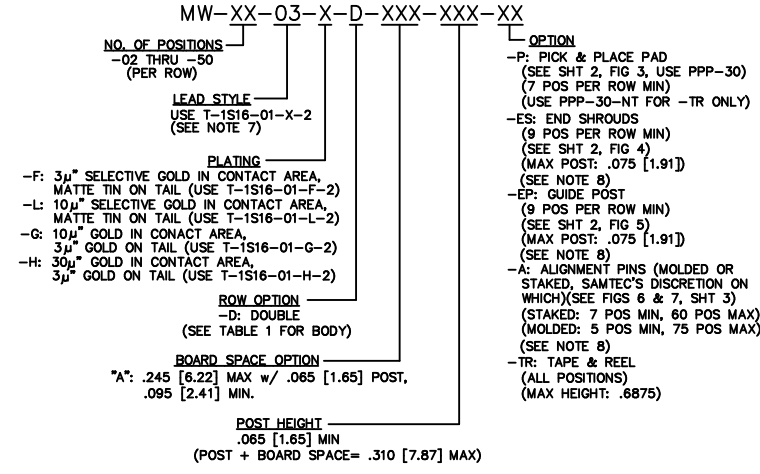 MW-XX-03-X-D-XXX-XXX-XX
NO. OF POSITIONS
-02 THRU -50
(PER ROW)
LEAD STYLE
USE T-1S16-01-X-2
(SEE NOTE 7)
PLATING
-F: 3µ" SELECTIVE GOLD IN CONTACT AREA,
MATTE TIN ON TAIL (USE T-1S16-01-F-2)
-L: 10µ" SELECTIVE GOLD IN CONTACT AREA,
MATTE TIN ON TAIL (USE T-1S16-01-L-2)
-G: 10µ" GOLD IN CONACT AREA,
3µ" GOLD ON TAIL (USE T-1S16-01-G-2)
-H: 30µ" GOLD IN CONTACT AREA,
3µ" GOLD ON TAIL (USE T-1S16-01-H-2)
ROW OPTION
-D: DOUBLE
(SEE TABLE 1 FOR BODY)
BOARD SPACE OPTION
"A": .245 [6.22] MAX w/ .065 [1.65] POST,
.095 [2.41] MIN.
POST HEIGHT
.065 [1.65] MIN
(POST + BOARD SPACE= .310 [7.87] MAX)
OPTION
-P: PICK & PLACE PAD
(SEE SHT 2, FIG 3, USE PPP-30)
(7 POS PER ROW MIN)
(USE PPP-30-NT FOR -TR ONLY)
-ES: END SHROUDS
(9 POS PER ROW MIN)
(SEE SHT 2, FIG 4)
(MAX POST: .075 [1.91])
(SEE NOTE 8)
-EP: GUIDE POST
(9 POS PER ROW MIN)
(SEE SHT 2, FIG 5)
(MAX POST: .075 [1.91])
(SEE NOTE 8)
-A: ALIGNMENT PINS (MOLDED OR
STAKED, SAMTEC'S DISCRETION ON
WHICH)(SEE FIGS 6 & 7, SHT 3)
(STAKED: 7 POS MIN, 60 POS MAX)
(MOLDED: 5 POS MIN, 75 POS MAX)
(SEE NOTE 8)
-TR: TAPE & REEL
(ALL POSITIONS)
(MAX HEIGHT: .6875)